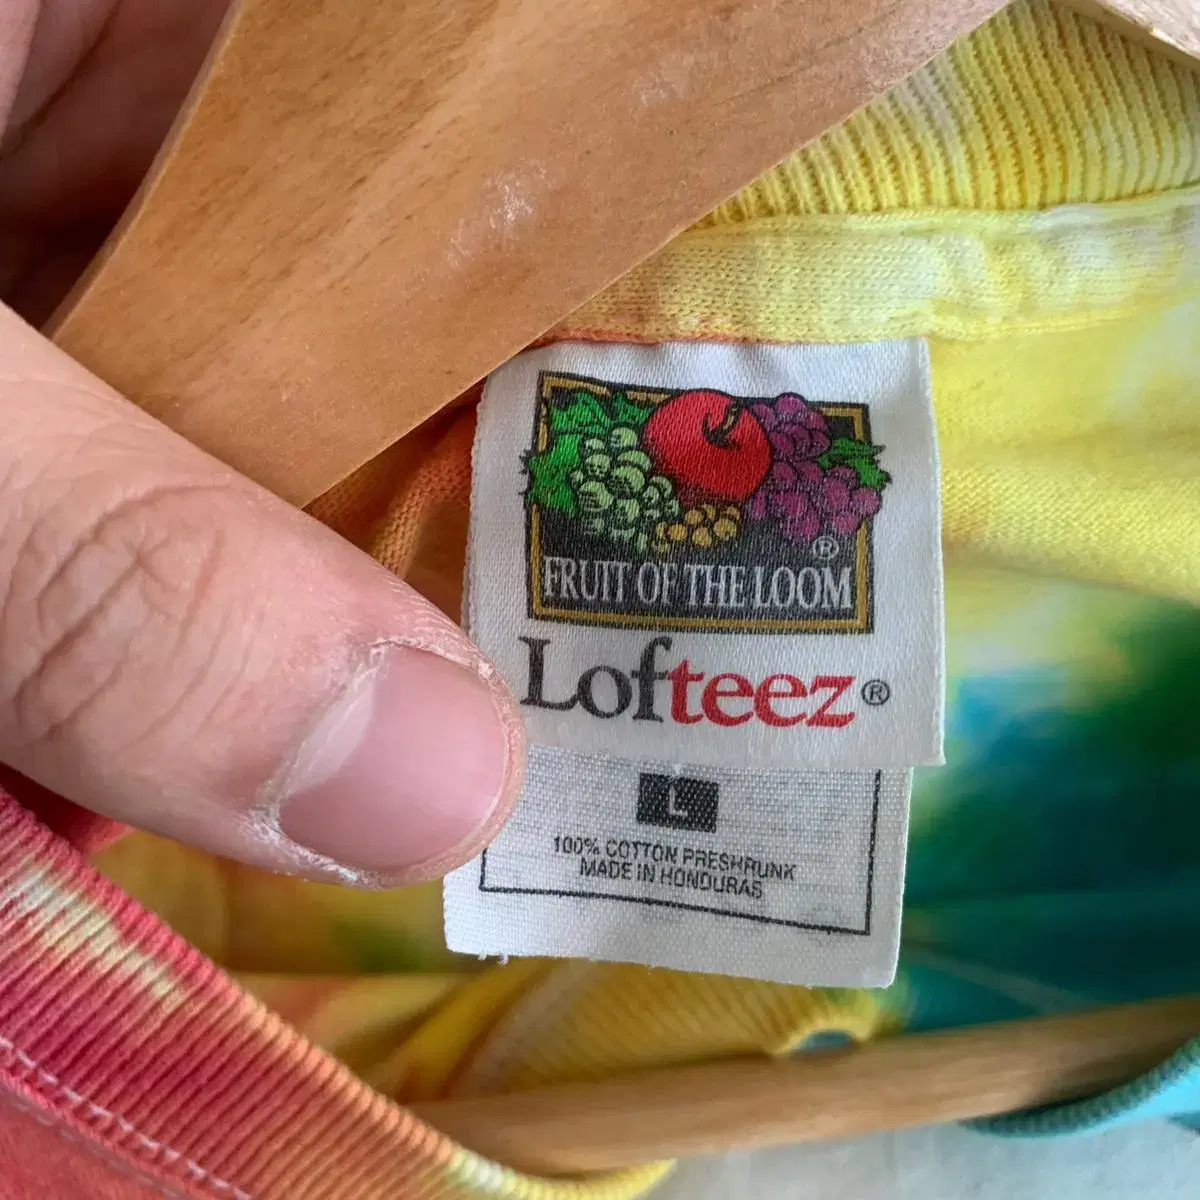 ®
FRUIT OF THE LOOM
Lofteez®
L
100% COTTON PRESHRUNK
MADE IN HONDURAS